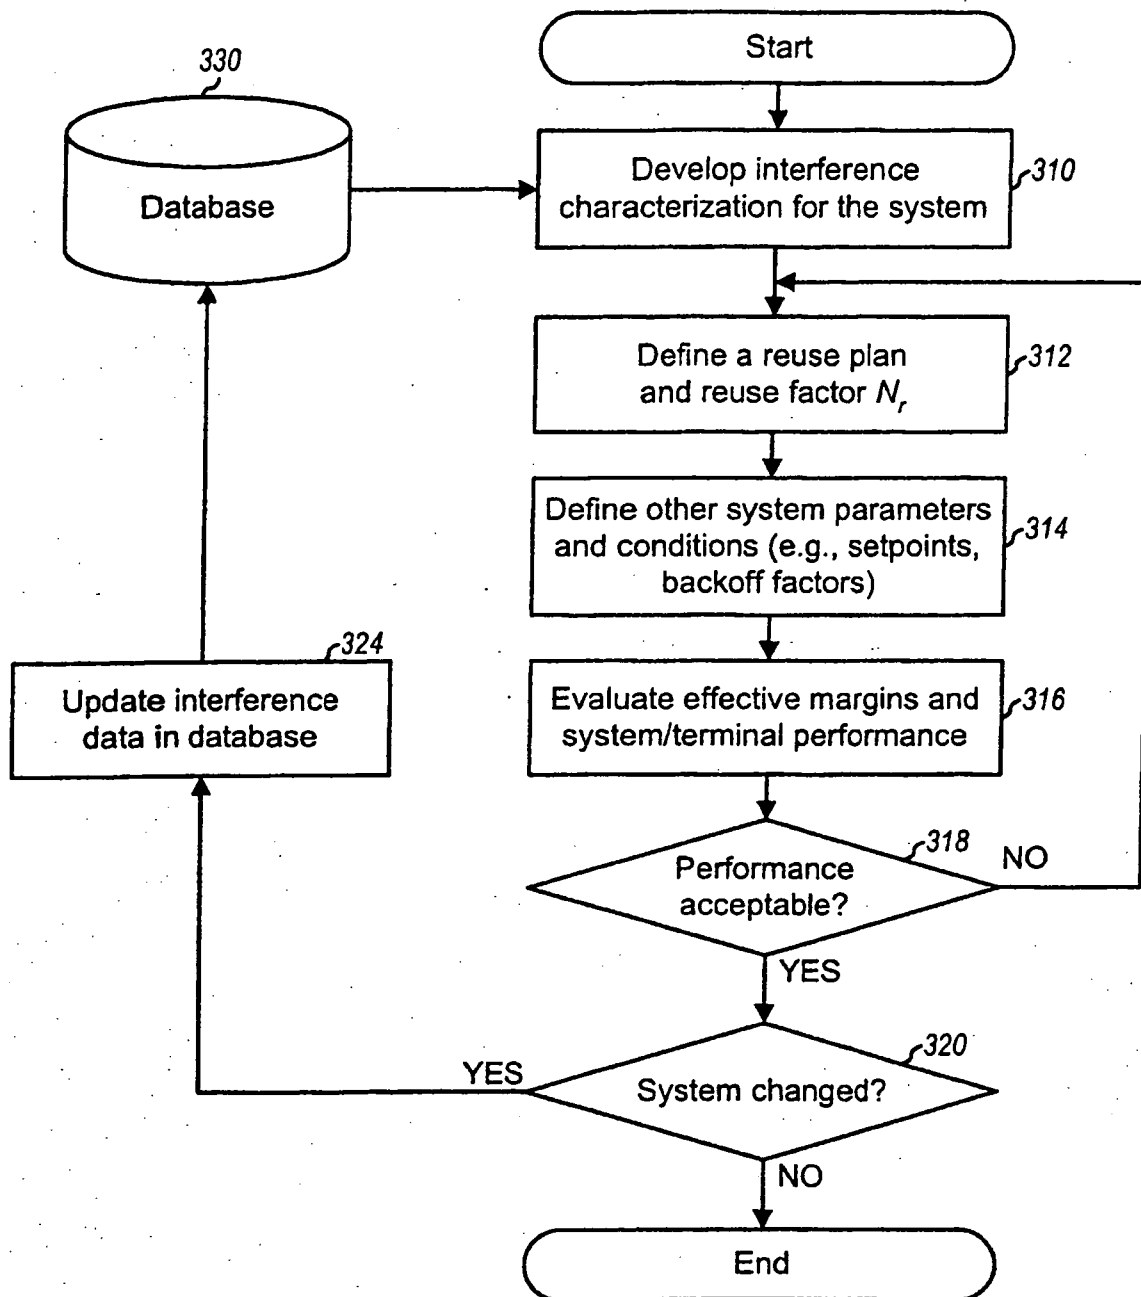 Start
330
Database
Develop interference
characterization for the system
310
Define a reuse plan
and reuse factor Nr
312
Define other system parameters
and conditions (e.g., setpoints,
backoff factors)
314
324
Update interference
data in database
Evaluate effective margins and
system/terminal performance
316
318
Performance
acceptable?
NO
YES
320
System changed?
YES
NO
End